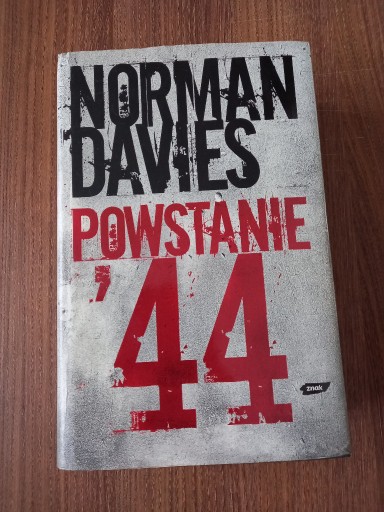 NORMAN
DAVIES
POWSTANIE
'44
znak